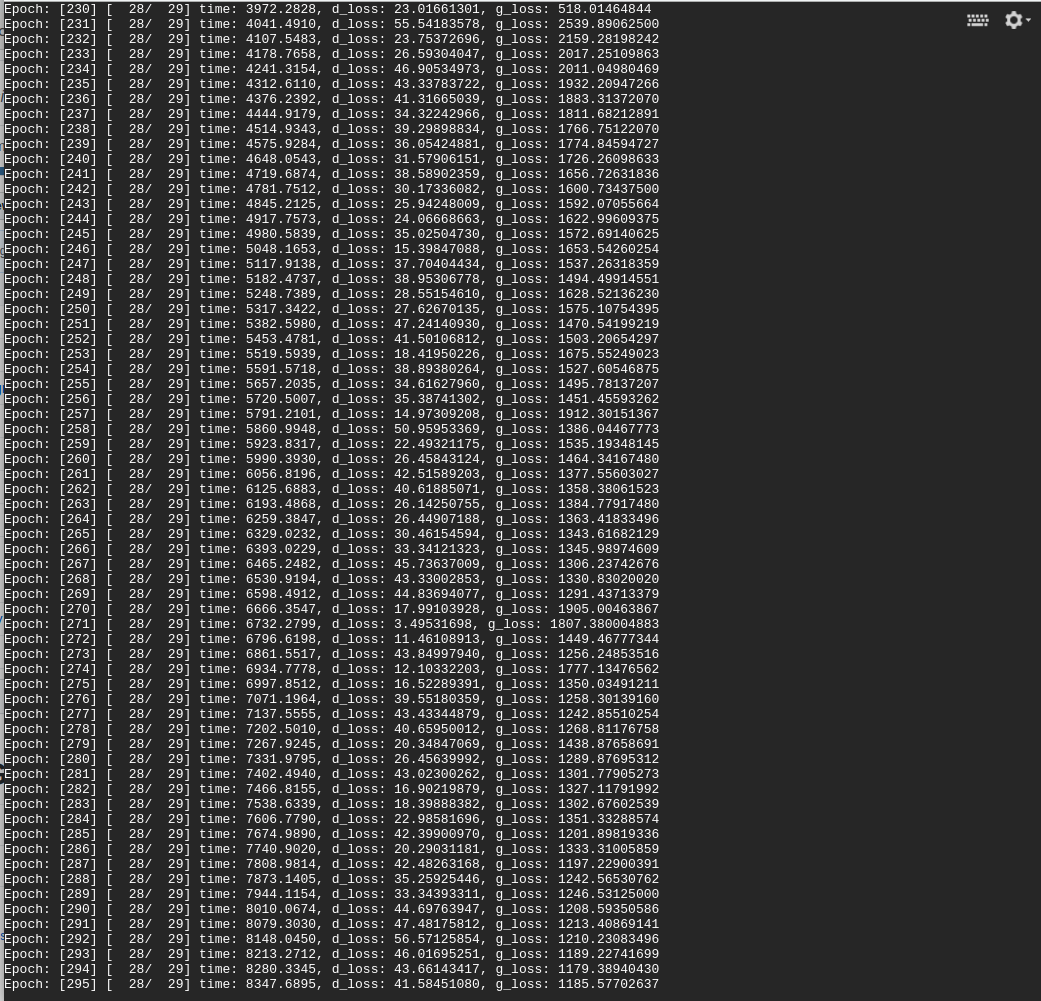 Epoch: [230] [  28/  29] time: 3972.2828, d_loss: 23.01661301, g_loss: 518.01464844
Epoch: [231] [  28/  29] time: 4041.4910, d_loss: 55.54183578, g_loss: 2539.89062500
Epoch: [232] [  28/  29] time: 4107.5483, d_loss: 23.75372696, g_loss: 2159.28198242
Epoch: [233] [  28/  29] time: 4178.7658, d_loss: 26.59304047, g_loss: 2017.25109863
Epoch: [234] [  28/  29] time: 4241.3154, d_loss: 46.90534973, g_loss: 2011.04980469
Epoch: [235] [  28/  29] time: 4312.6110, d_loss: 43.33783722, g_loss: 1932.20947266
Epoch: [236] [  28/  29] time: 4376.2392, d_loss: 41.31665039, g_loss: 1883.31372070
Epoch: [237] [  28/  29] time: 4444.9179, d_loss: 34.32242966, g_loss: 1811.68212891
Epoch: [238] [  28/  29] time: 4514.9343, d_loss: 39.29898834, g_loss: 1766.75122070
Epoch: [239] [  28/  29] time: 4575.9284, d_loss: 36.05424881, g_loss: 1774.84594727
Epoch: [240] [  28/  29] time: 4648.0543, d_loss: 31.57906151, g_loss: 1726.26098633
Epoch: [241] [  28/  29] time: 4719.6874, d_loss: 38.58902359, g_loss: 1656.72631836
Epoch: [242] [  28/  29] time: 4781.7512, d_loss: 30.17336082, g_loss: 1600.73437500
Epoch: [243] [  28/  29] time: 4845.2125, d_loss: 25.94248009, g_loss: 1592.07055664
Epoch: [244] [  28/  29] time: 4917.7573, d_loss: 24.06668663, g_loss: 1622.99609375
Epoch: [245] [  28/  29] time: 4980.5839, d_loss: 35.02504730, g_loss: 1572.69140625
Epoch: [246] [  28/  29] time: 5048.1653, d_loss: 15.39847088, g_loss: 1653.54260254
Epoch: [247] [  28/  29] time: 5117.9138, d_loss: 37.70404434, g_loss: 1537.26318359
Epoch: [248] [  28/  29] time: 5182.4737, d_loss: 38.95306778, g_loss: 1494.49914551
Epoch: [249] [  28/  29] time: 5248.7389, d_loss: 28.55154610, g_loss: 1628.52136230
Epoch: [250] [  28/  29] time: 5317.3422, d_loss: 27.62670135, g_loss: 1575.10754395
Epoch: [251] [  28/  29] time: 5382.5980, d_loss: 47.24140930, g_loss: 1470.54199219
Epoch: [252] [  28/  29] time: 5453.4781, d_loss: 41.50106812, g_loss: 1503.20654297
Epoch: [253] [  28/  29] time: 5519.5939, d_loss: 18.41950226, g_loss: 1675.55249023
Epoch: [254] [  28/  29] time: 5591.5718, d_loss: 38.89380264, g_loss: 1527.60546875
Epoch: [255] [  28/  29] time: 5657.2035, d_loss: 34.61627960, g_loss: 1495.78137207
Epoch: [256] [  28/  29] time: 5720.5007, d_loss: 35.38741302, g_loss: 1451.45593262
Epoch: [257] [  28/  29] time: 5791.2101, d_loss: 14.97309208, g_loss: 1912.30151367
Epoch: [258] [  28/  29] time: 5860.9948, d_loss: 50.95953369, g_loss: 1386.04467773
Epoch: [259] [  28/  29] time: 5923.8317, d_loss: 22.49321175, g_loss: 1535.19348145
Epoch: [260] [  28/  29] time: 5990.3930, d_loss: 26.45843124, g_loss: 1464.34167480
Epoch: [261] [  28/  29] time: 6056.8196, d_loss: 42.51589203, g_loss: 1377.55603027
Epoch: [262] [  28/  29] time: 6125.6883, d_loss: 40.61885071, g_loss: 1358.38061523
Epoch: [263] [  28/  29] time: 6193.4868, d_loss: 26.14250755, g_loss: 1384.77917480
Epoch: [264] [  28/  29] time: 6259.3847, d_loss: 26.44907188, g_loss: 1363.41833496
Epoch: [265] [  28/  29] time: 6329.0232, d_loss: 30.46154594, g_loss: 1343.61682129
Epoch: [266] [  28/  29] time: 6393.0229, d_loss: 33.34121323, g_loss: 1345.98974609
Epoch: [267] [  28/  29] time: 6465.2482, d_loss: 45.73637009, g_loss: 1306.23742676
Epoch: [268] [  28/  29] time: 6530.9194, d_loss: 43.33002853, g_loss: 1330.83020020
Epoch: [269] [  28/  29] time: 6598.4912, d_loss: 44.83694077, g_loss: 1291.43713379
Epoch: [270] [  28/  29] time: 6666.3547, d_loss: 17.99103928, g_loss: 1905.00463867
Epoch: [271] [  28/  29] time: 6732.2799, d_loss: 3.49531698, g_loss: 1807.380004883
Epoch: [272] [  28/  29] time: 6796.6198, d_loss: 11.46108913, g_loss: 1449.46777344
Epoch: [273] [  28/  29] time: 6861.5517, d_loss: 43.84997940, g_loss: 1256.24853516
Epoch: [274] [  28/  29] time: 6934.7778, d_loss: 12.10332203, g_loss: 1777.13476562
Epoch: [275] [  28/  29] time: 6997.8512, d_loss: 16.52289391, g_loss: 1350.03491211
Epoch: [276] [  28/  29] time: 7071.1964, d_loss: 39.55180359, g_loss: 1258.30139160
Epoch: [277] [  28/  29] time: 7137.5555, d_loss: 43.43344879, g_loss: 1242.85510254
Epoch: [278] [  28/  29] time: 7202.5010, d_loss: 40.65950012, g_loss: 1268.81176758
Epoch: [279] [  28/  29] time: 7267.9245, d_loss: 20.34847069, g_loss: 1438.87658691
Epoch: [280] [  28/  29] time: 7331.9795, d_loss: 26.45639992, g_loss: 1289.87695312
Epoch: [281] [  28/  29] time: 7402.4940, d_loss: 43.02300262, g_loss: 1301.77905273
Epoch: [282] [  28/  29] time: 7466.8155, d_loss: 16.90219879, g_loss: 1327.11791992
Epoch: [283] [  28/  29] time: 7538.6339, d_loss: 18.39888382, g_loss: 1302.67602539
Epoch: [284] [  28/  29] time: 7606.7790, d_loss: 22.98581696, g_loss: 1351.33288574
Epoch: [285] [  28/  29] time: 7674.9890, d_loss: 42.39900970, g_loss: 1201.89819336
Epoch: [286] [  28/  29] time: 7740.9020, d_loss: 20.29031181, g_loss: 1333.31005859
Epoch: [287] [  28/  29] time: 7808.9814, d_loss: 42.48263168, g_loss: 1197.22900391
Epoch: [288] [  28/  29] time: 7873.1405, d_loss: 35.25925446, g_loss: 1242.56530762
Epoch: [289] [  28/  29] time: 7944.1154, d_loss: 33.34393311, g_loss: 1246.53125000
Epoch: [290] [  28/  29] time: 8010.0674, d_loss: 44.69763947, g_loss: 1208.59350586
Epoch: [291] [  28/  29] time: 8079.3030, d_loss: 47.48175812, g_loss: 1213.40869141
Epoch: [292] [  28/  29] time: 8148.0450, d_loss: 56.57125854, g_loss: 1210.23083496
Epoch: [293] [  28/  29] time: 8213.2712, d_loss: 46.01695251, g_loss: 1189.22741699
Epoch: [294] [  28/  29] time: 8280.3345, d_loss: 43.66143417, g_loss: 1179.38940430
Epoch: [295] [  28/  29] time: 8347.6895, d_loss: 41.58451080, g_loss: 1185.57702637